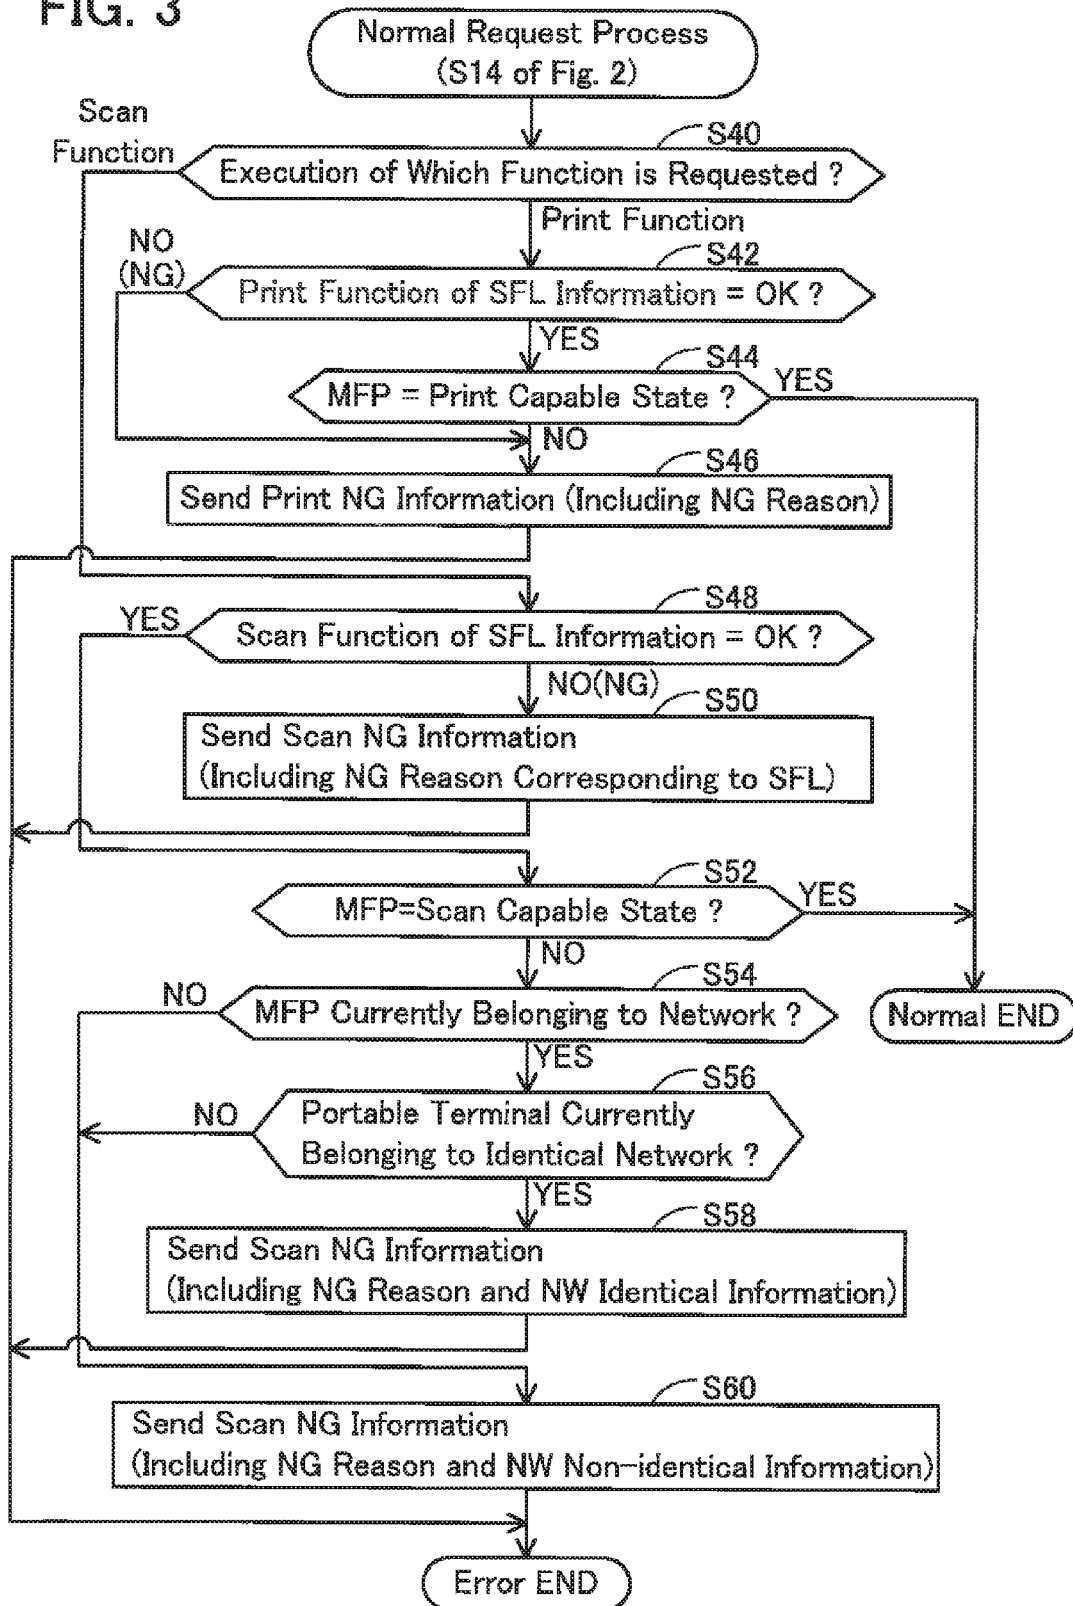 FIG. 3
Normal Request Process
(S14 of Fig. 2)
Scan
Function
S40
Execution of Which Function is Requested ?
Print Function
NO
(NG)
S42
Print Function of SFL Information = OK ?
YES
S44
MFP = Print Capable State ?
YES
NO
S46
Send Print NG Information (Including NG Reason)
S48
YES
Scan Function of SFL Information = OK ?
NO(NG)
S50
Send Scan NG Information
(Including NG Reason Corresponding to SFL)
S52
MFP=Scan Capable State ?
YES
NO
S54
NO
MFP Currently Belonging to Network ?
Normal END
YES
S56
NO
Portable Terminal Currently
Belonging to Identical Network ?
YES
S58
Send Scan NG Information
(Including NG Reason and NW Identical Information)
S60
Send Scan NG Information
(Including NG Reason and NW Non-identical Information)
Error END